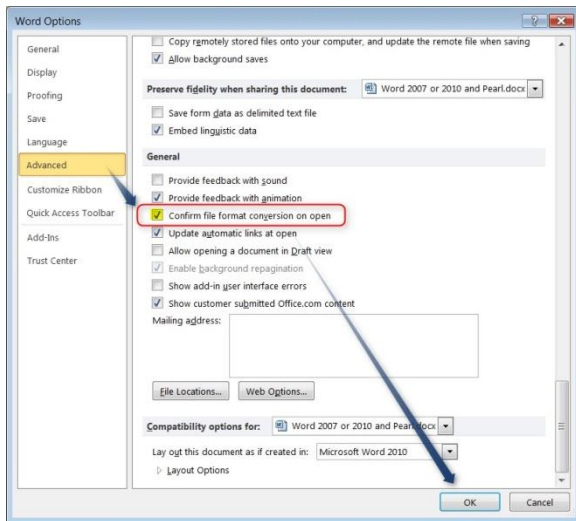 Word Options
General
Display
Proofing
Save
Language
Advanced
Customize Ribbon
Quick Access Toolbar
Add-Ins
Trust Center
Copy remotely stored files onto your computer, and update the remote file when saving
Allow background saves
Preserve fidelity when sharing this document: Word 2007 or 2010 and Pearl.docx
Save form data as delimited text file
Embed linguistic data
General
Provide feedback with sound
Provide feedback with animation
Confirm file format conversion on open
Update automatic links at open
Allow opening a document in Draft view
Enable background repagination
Show add-in user interface errors
Show customer submitted Office.com content
Mailing address:
File Locations... Web Options...
Compatibility options for: Word 2007 or 2010 and Pearl.docx
Lay out this document as if created in: Microsoft Word 2010
Layout Options
OK Cancel